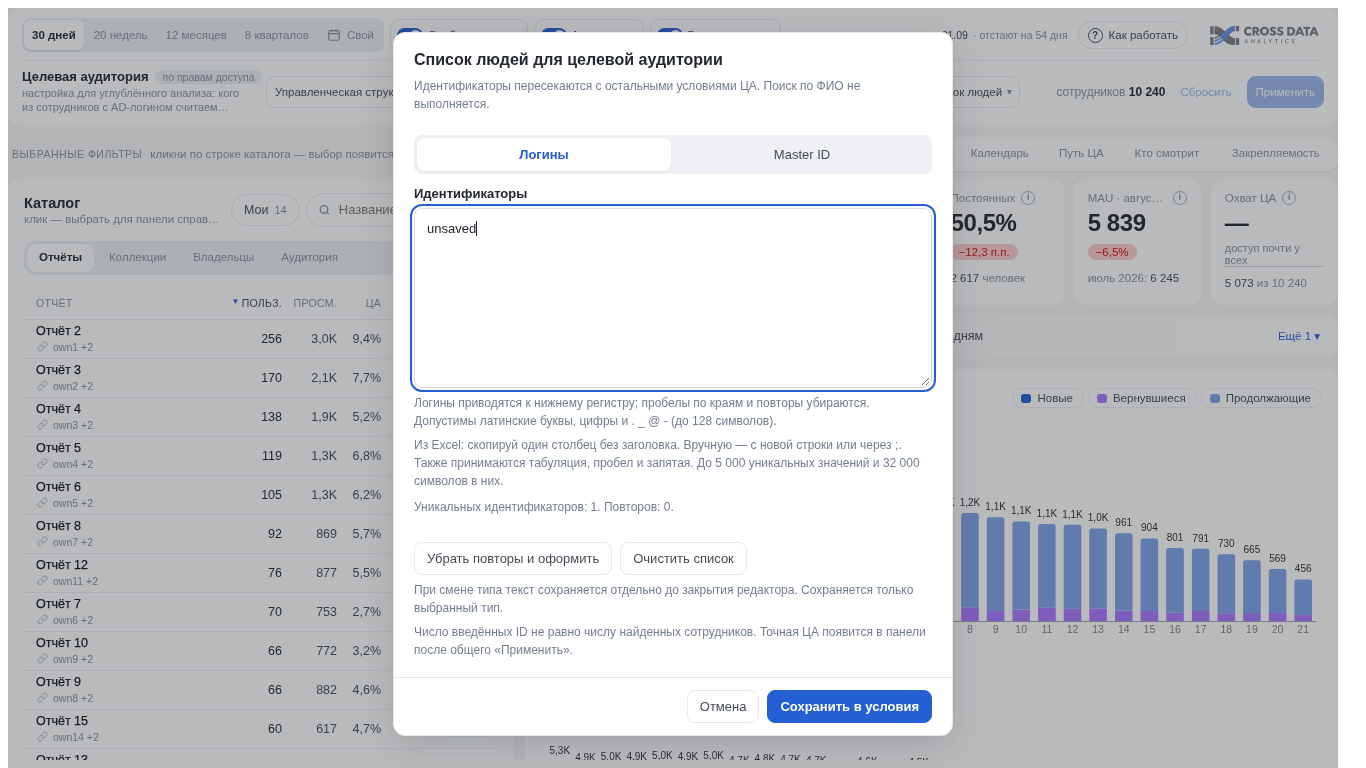 30 дней 20 недель 12 месяцев 8 кварталов Свой
· отстают на 54 дня
? Как работать
CROSS DATA
ANALYTICS
Целевая аудитория по правам доступа
настройка для углублённого анализа: кого
из сотрудников с AD-логином считаем…
Управленческая струк
ок людей ▾
сотрудников 10 240 Сбросить Применить
ВЫБРАННЫЕ ФИЛЬТРЫ кликни по строке каталога — выбор появится
Календарь Путь ЦА Кто смотрит Закрепляемость
Каталог
клик — выбрать для панели справ…
Мои 14
Название
Отчёты Коллекции Владельцы Аудитория
ОТЧЁТ ▼ ПОЛЬЗ. ПРОСМ. ЦА
Отчёт 2
own1 +2
256 3,0K 9,4%
Отчёт 3
own2 +2
170 2,1K 7,7%
Отчёт 4
own3 +2
138 1,9K 5,2%
Отчёт 5
own4 +2
119 1,3K 6,8%
Отчёт 6
own5 +2
105 1,3K 6,2%
Отчёт 8
own7 +2
92 869 5,7%
Отчёт 12
own11 +2
76 877 5,5%
Отчёт 7
own6 +2
70 753 2,7%
Отчёт 10
own9 +2
66 772 3,2%
Отчёт 9
own8 +2
66 882 4,6%
Отчёт 15
own14 +2
60 617 4,7%
Отчёт 13
Список людей для целевой аудитории
Идентификаторы пересекаются с остальными условиями ЦА. Поиск по ФИО не
выполняется.
Логины Master ID
Идентификаторы
unsaved
Логины приводятся к нижнему регистру; пробелы по краям и повторы убираются.
Допустимы латинские буквы, цифры и . _ @ - (до 128 символов).
Из Excel: скопируй один столбец без заголовка. Вручную — с новой строки или через ;.
Также принимаются табуляция, пробел и запятая. До 5 000 уникальных значений и 32 000
символов в них.
Уникальных идентификаторов: 1. Повторов: 0.
Убрать повторы и оформить Очистить список
При смене типа текст сохраняется отдельно до закрытия редактора. Сохраняется только
выбранный тип.
Число введённых ID не равно числу найденных сотрудников. Точная ЦА появится в панели
после общего «Применить».
Отмена Сохранить в условия
Постоянных i
50,5%
−12,3 п.п.
2 617 человек
MAU · авгус… i
5 839
−6,5%
июль 2026: 6 245
Охват ЦА i
—
доступ почти у
всех
5 073 из 10 240
дням
Ещё 1 ▾
Новые Вернувшиеся Продолжающие
1,2K 1,1K 1,1K 1,1K 1,1K 1,0K 961 904 801 791 730 665 569 456
8 9 10 11 12 13 14 15 16 17 18 19 20 21
5,3K 4,9K 5,0K 4,9K 5,0K 4,9K 5,0K 4,7K 4,8K 4,7K 4,7K